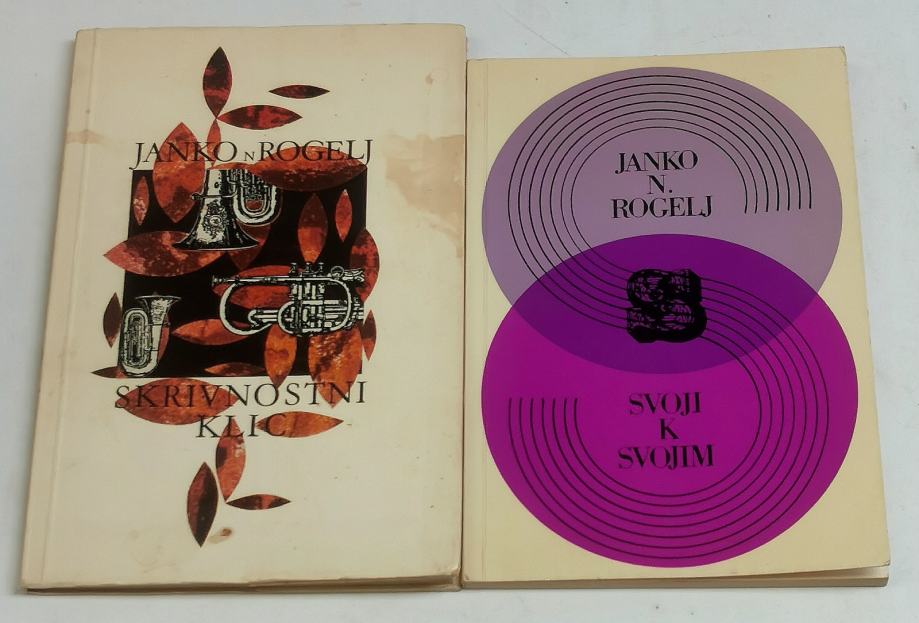 JANKO N ROGELJ
SKRIVNOSTNI
KLIC
JANKO
N.
ROGELJ
SVOJI
K
SVOJIM